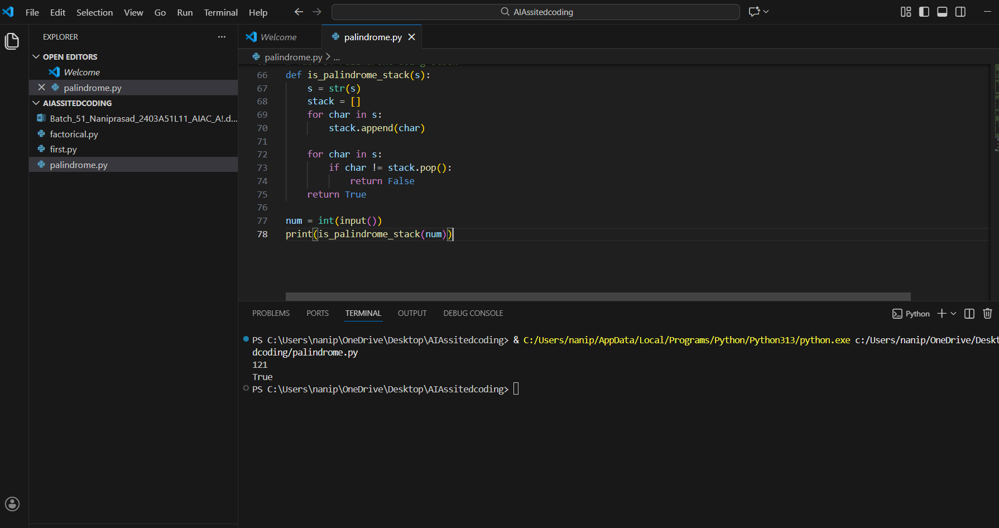 File Edit Selection View Go Run Terminal Help
AIAssitedcoding
EXPLORER
OPEN EDITORS
Welcome
palindrome.py
AIASSITEDCODING
Batch_51_Naniprasad_2403A51L11_AIAC_A!.d...
factorical.py
first.py
palindrome.py
Welcome
palindrome.py
palindrome.py > ...
66 def is_palindrome_stack(s):
67     s = str(s)
68     stack = []
69     for char in s:
70         stack.append(char)
71
72     for char in s:
73         if char != stack.pop():
74             return False
75     return True
76
77 num = int(input())
78 print(is_palindrome_stack(num))
PROBLEMS PORTS TERMINAL OUTPUT DEBUG CONSOLE
Python
PS C:\Users\nanip\OneDrive\Desktop\AIAssitedcoding> & C:/Users/nanip/AppData/Local/Programs/Python/Python313/python.exe c:/Users/nanip/OneDrive/Deskt
dcoding/palindrome.py
121
True
PS C:\Users\nanip\OneDrive\Desktop\AIAssitedcoding>